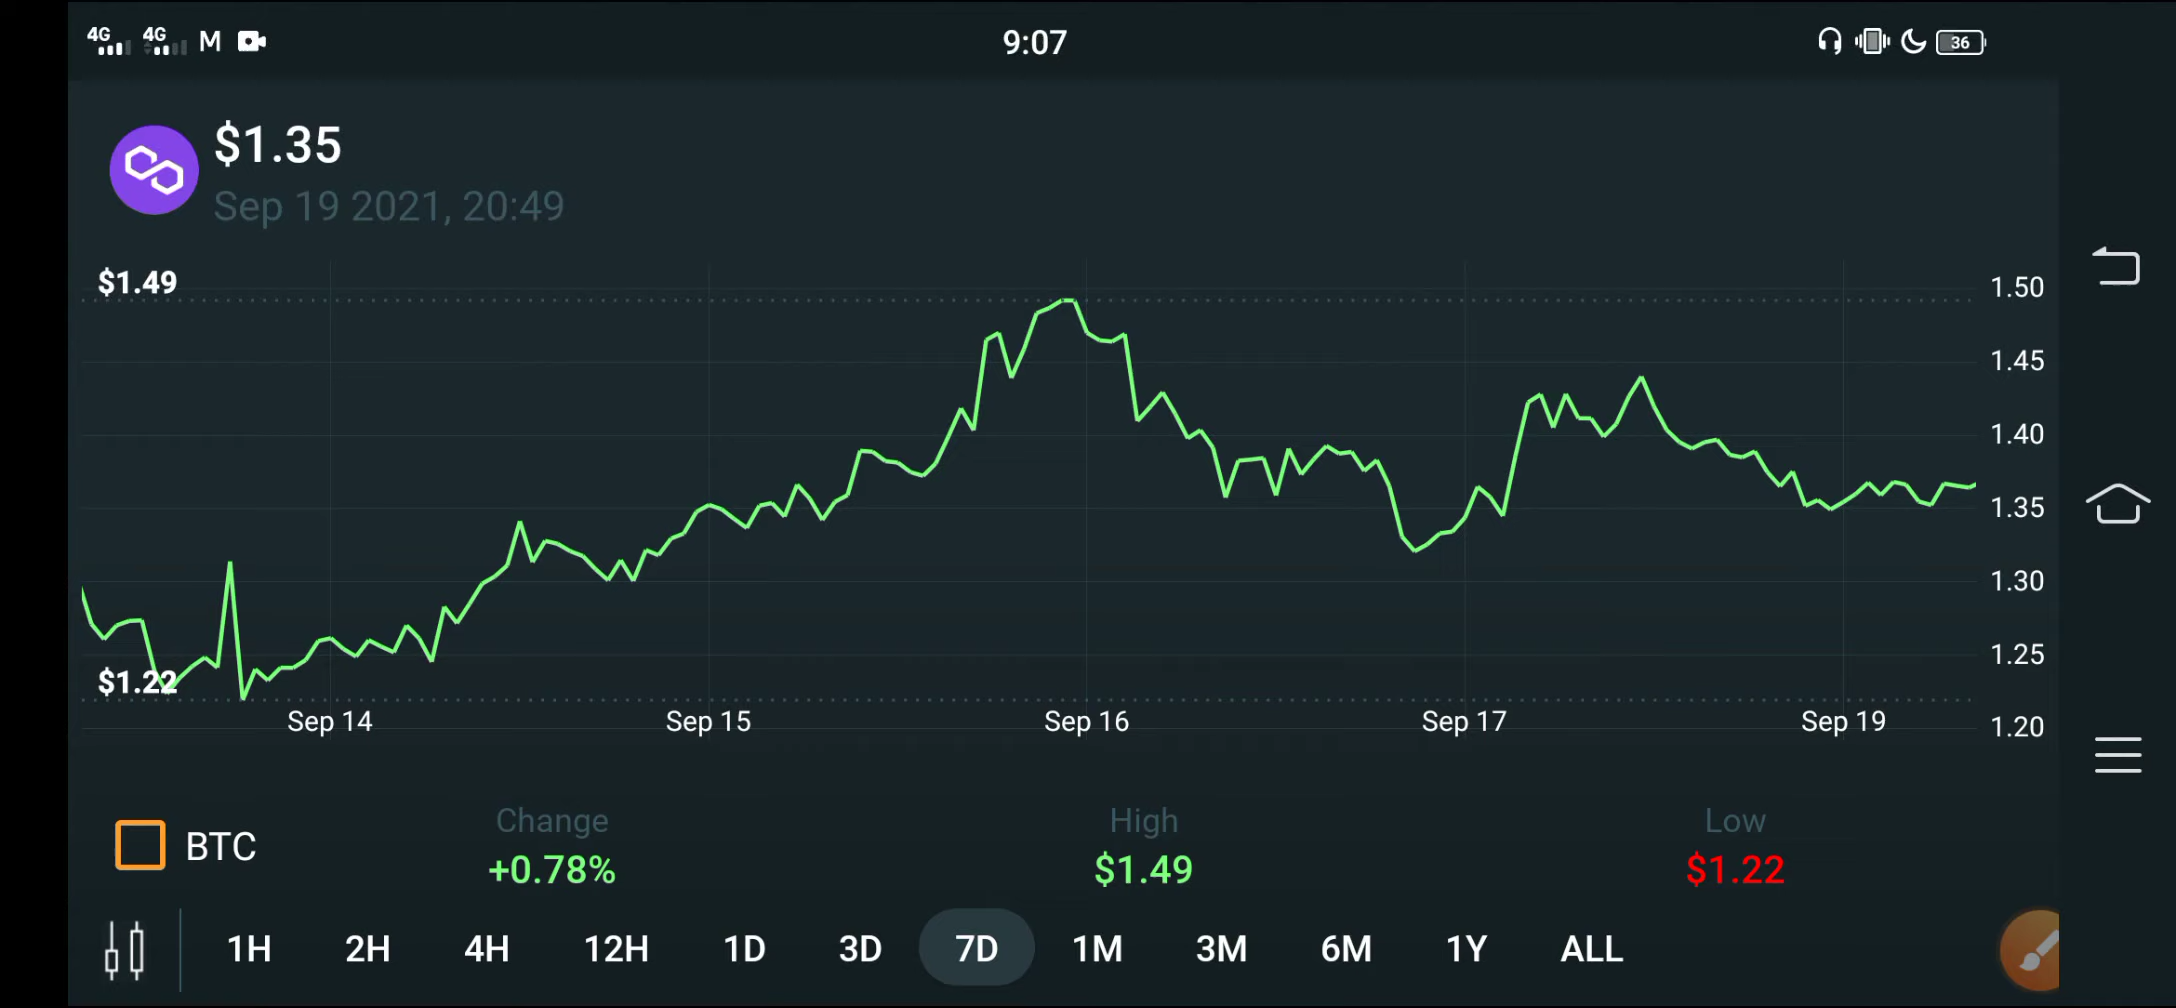 4G 4G M 9:07 36
$1.35
Sep 19 2021, 20:49
$1.49
1.50
1.45
1.40
1.35
1.30
1.25
$1.22
Sep 14 Sep 15 Sep 16 Sep 17 Sep 19 1.20
Change High Low
BTC +0.78% $1.49 $1.22
1H 2H 4H 12H 1D 3D 7D 1M 3M 6M 1Y ALL